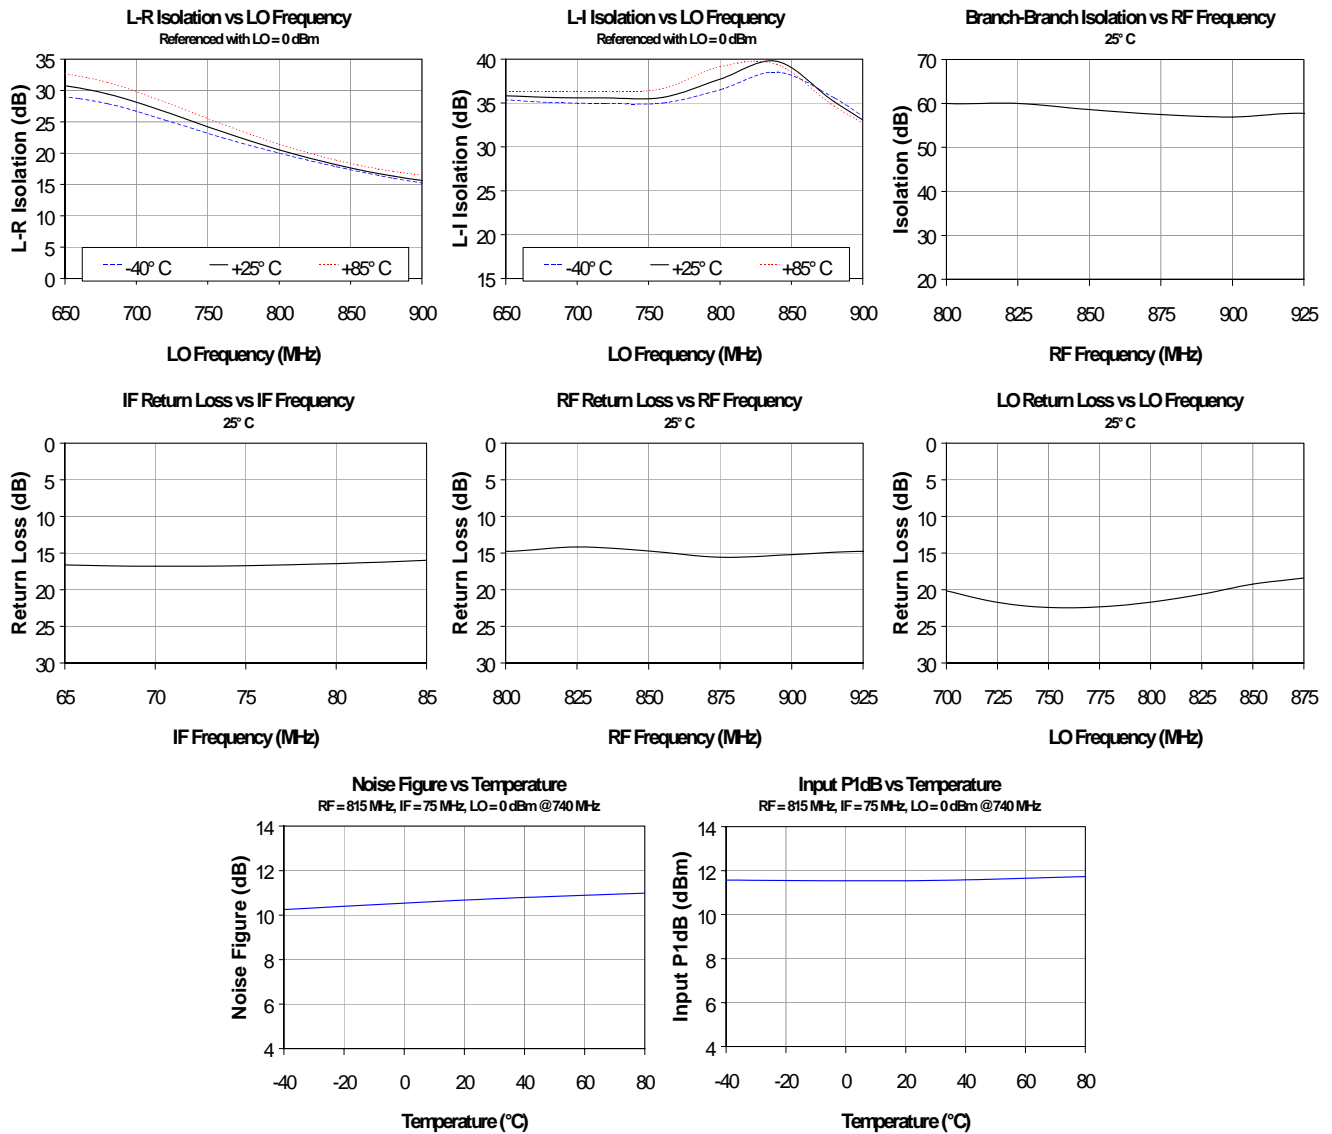 L-R Isolation vs LO Frequency
Referenced with LO = 0 dBm
L-R Isolation (dB)
35
30
25
20
15
10
5
0
-40° C +25° C +85° C
650 700 750 800 850 900
LO Frequency (MHz)
L-I Isolation vs LO Frequency
Referenced with LO = 0 dBm
L-I Isolation (dB)
40
35
30
25
20
15
-40° C +25° C +85° C
650 700 750 800 850 900
LO Frequency (MHz)
Branch-Branch Isolation vs RF Frequency
25° C
Isolation (dB)
70
60
50
40
30
20
800 825 850 875 900 925
RF Frequency (MHz)
IF Return Loss vs IF Frequency
25° C
Return Loss (dB)
0
5
10
15
20
25
30
65 70 75 80 85
IF Frequency (MHz)
RF Return Loss vs RF Frequency
25° C
Return Loss (dB)
0
5
10
15
20
25
30
800 825 850 875 900 925
RF Frequency (MHz)
LO Return Loss vs LO Frequency
25° C
Return Loss (dB)
0
5
10
15
20
25
30
700 725 750 775 800 825 850 875
LO Frequency (MHz)
Noise Figure vs Temperature
RF = 815 MHz, IF = 75 MHz, LO = 0 dBm @ 740 MHz
Noise Figure (dB)
14
12
10
8
6
4
-40 -20 0 20 40 60 80
Temperature (°C)
Input P1dB vs Temperature
RF = 815 MHz, IF = 75 MHz, LO = 0 dBm @ 740 MHz
Input P1dB (dBm)
14
12
10
8
6
4
-40 -20 0 20 40 60 80
Temperature (°C)